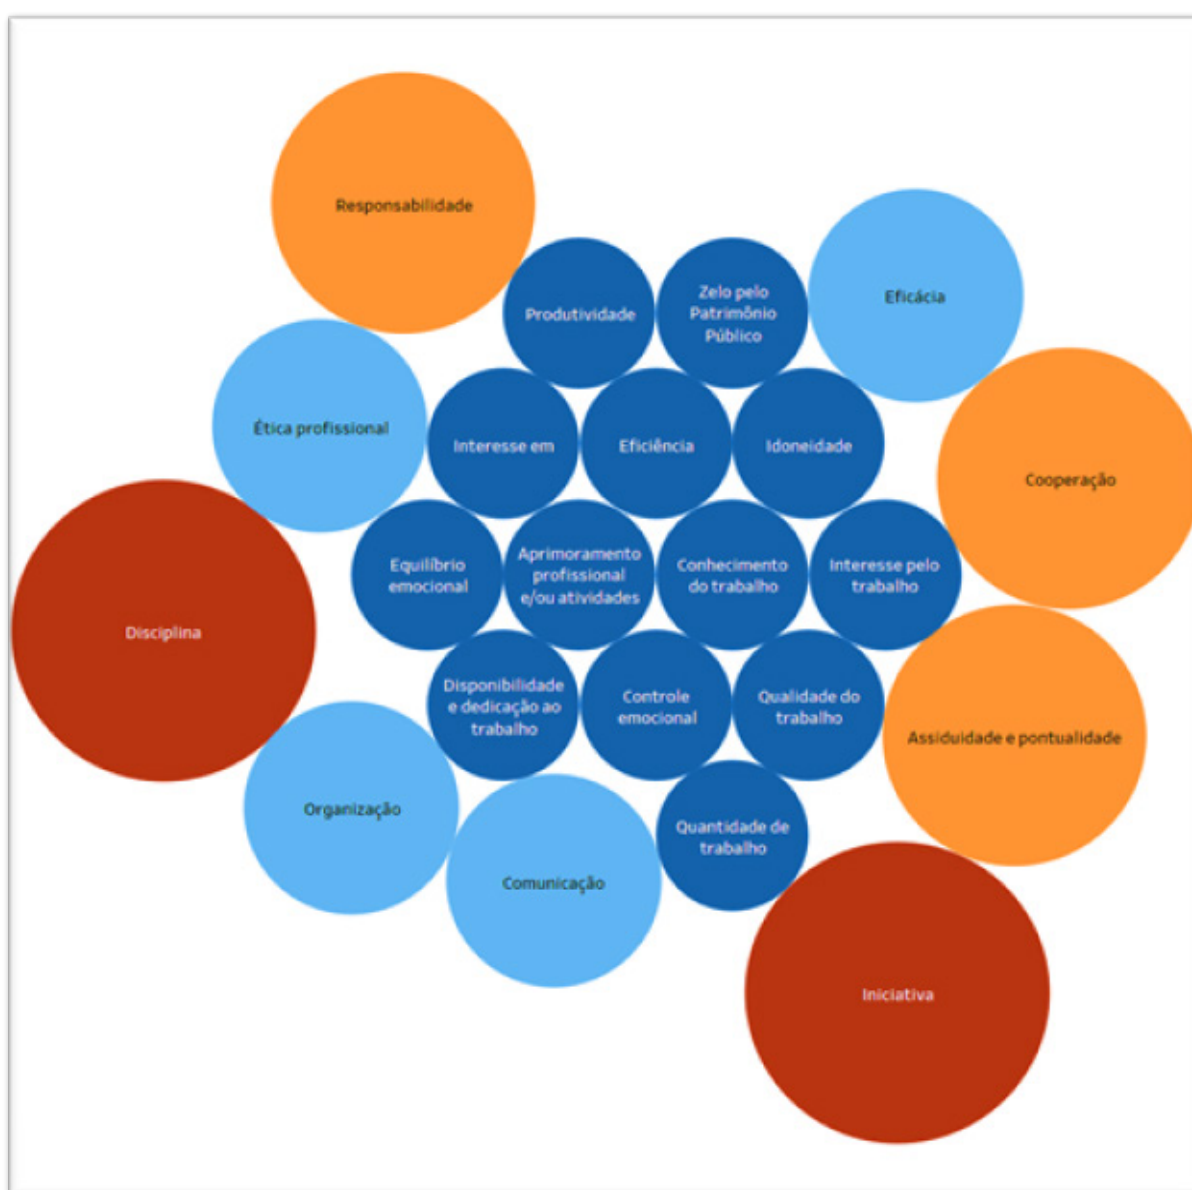 Responsabilidade
Produtividade
Zelo pelo
Patrimônio
Público
Eficácia
Ética profissional
Interesse em
Eficiência
Idoneidade
Cooperação
Equilíbrio
emocional
Aprimoramento
profissional
e/ou atividades
Conhecimento
do trabalho
Interesse pelo
trabalho
Disciplina
Disponibilidade
e dedicação ao
trabalho
Controle
emocional
Qualidade do
trabalho
Assiduidade e pontualidade
Organização
Quantidade de
trabalho
Comunicação
Iniciativa